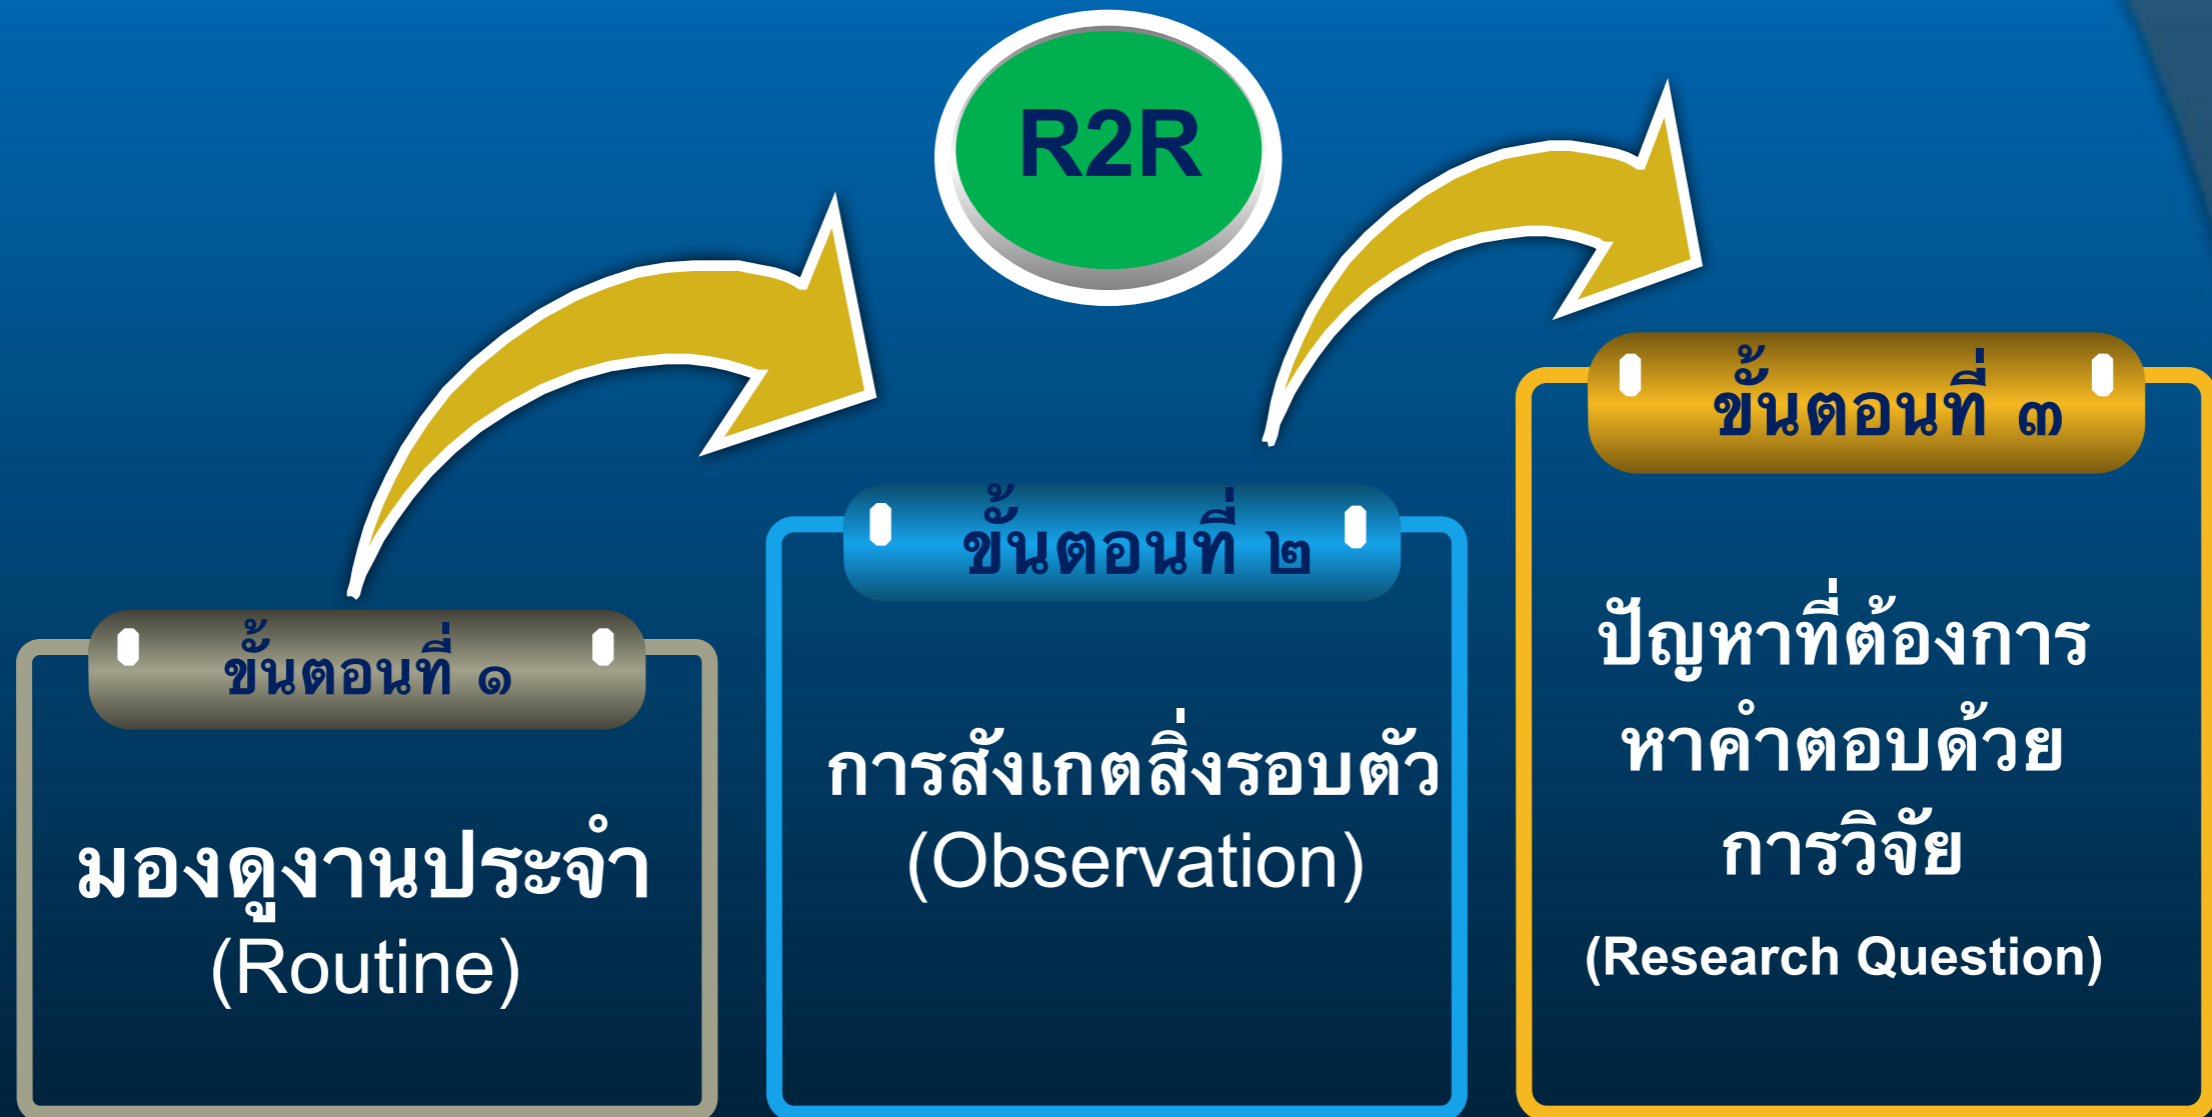 R2R
ขั้นตอนที่ ๑
มองดูงานประจำ
(Routine)
ขั้นตอนที่ ๒
การสังเกตสิ่งรอบตัว
(Observation)
ขั้นตอนที่ ๓
ปัญหาที่ต้องการ
หาคำตอบด้วย
การวิจัย
(Research Question)